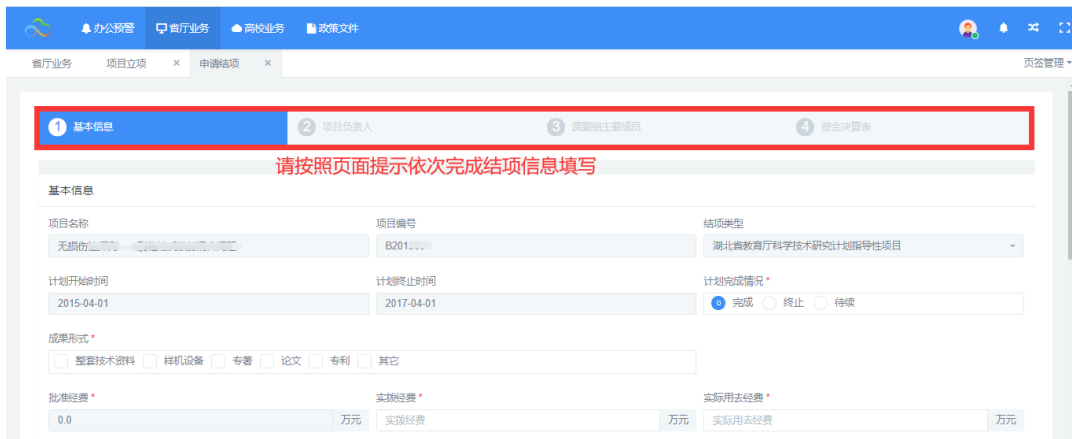 办公预警 省厅业务 高校业务 政策文件
省厅业务 项目立项 × 申请结项 × 页签管理
1 基本信息 2 项目负责人 3 课题组主要成员 4 资金决算表
请按照页面提示依次完成结项信息填写
基本信息
项目名称 项目编号 结项类型
无损伤 B201 湖北省教育厅科学技术研究计划指导性项目
计划开始时间 计划终止时间 计划完成情况 *
2015-04-01 2017-04-01 完成 终止 待续
成果形式 *
整套技术资料 样机设备 专著 论文 专利 其它
批准经费 * 实拨经费 * 实际用去经费 *
0.0 万元 实拨经费 万元 实际用去经费 万元